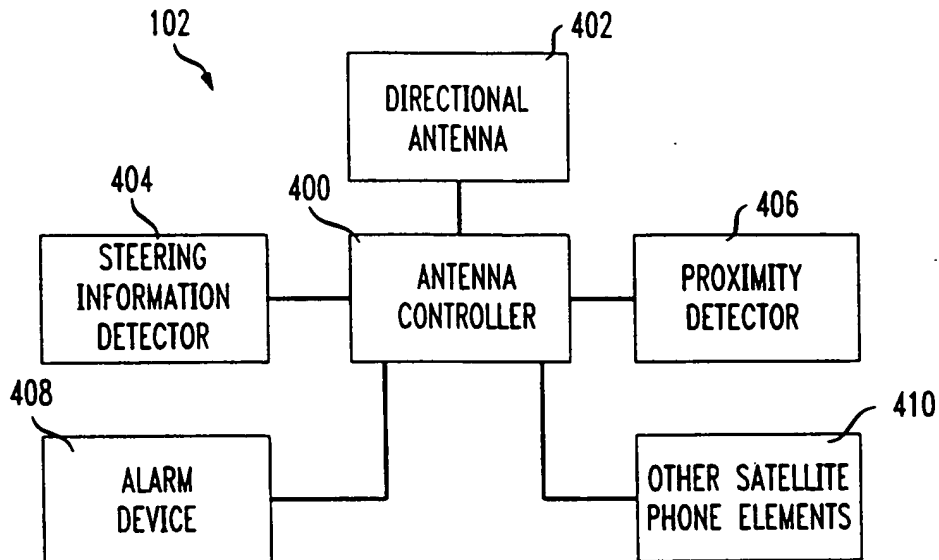 102
402
DIRECTIONAL
ANTENNA
404
400
406
STEERING
INFORMATION
DETECTOR
ANTENNA
CONTROLLER
PROXIMITY
DETECTOR
408
410
ALARM
DEVICE
OTHER SATELLITE
PHONE ELEMENTS